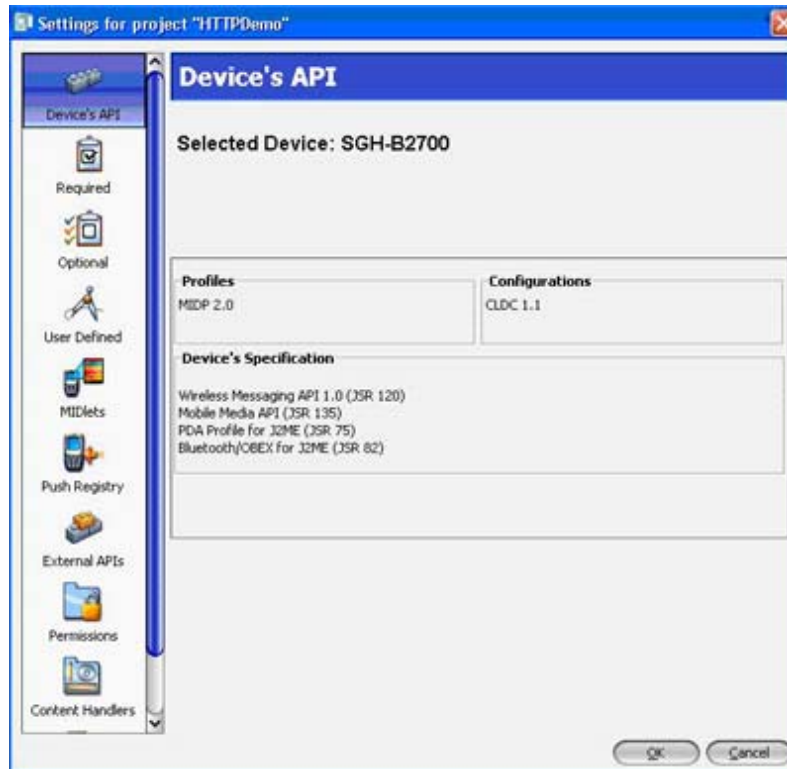 Settings for project "HTTPDemo"
Device's API
Required
Optional
User Defined
MIDlets
Push Registry
External APIs
Permissions
Content Handlers
Device's API
Selected Device: SGH-B2700
Profiles
MIDP 2.0
Configurations
CLDC 1.1
Device's Specification
Wireless Messaging API 1.0 (JSR 120)
Mobile Media API (JSR 135)
PDA Profile for J2ME (JSR 75)
Bluetooth/OBEX for J2ME (JSR 82)
OK
Cancel